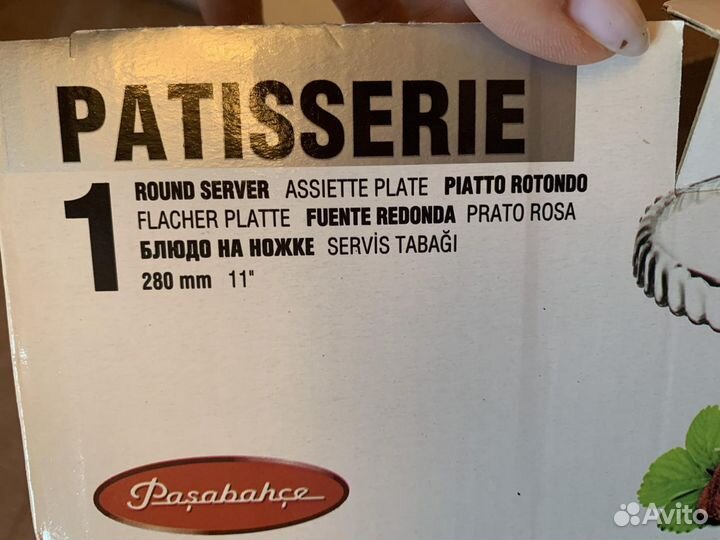 PATISSERIE
1
ROUND SERVER ASSIETTE PLATE PIATTO ROTONDO
FLACHER PLATTE FUENTE REDONDA PRATO ROSA
БЛЮДО НА НОЖКЕ SERVİS TABAĞI
280 mm 11"
Paşabahçe
Avito